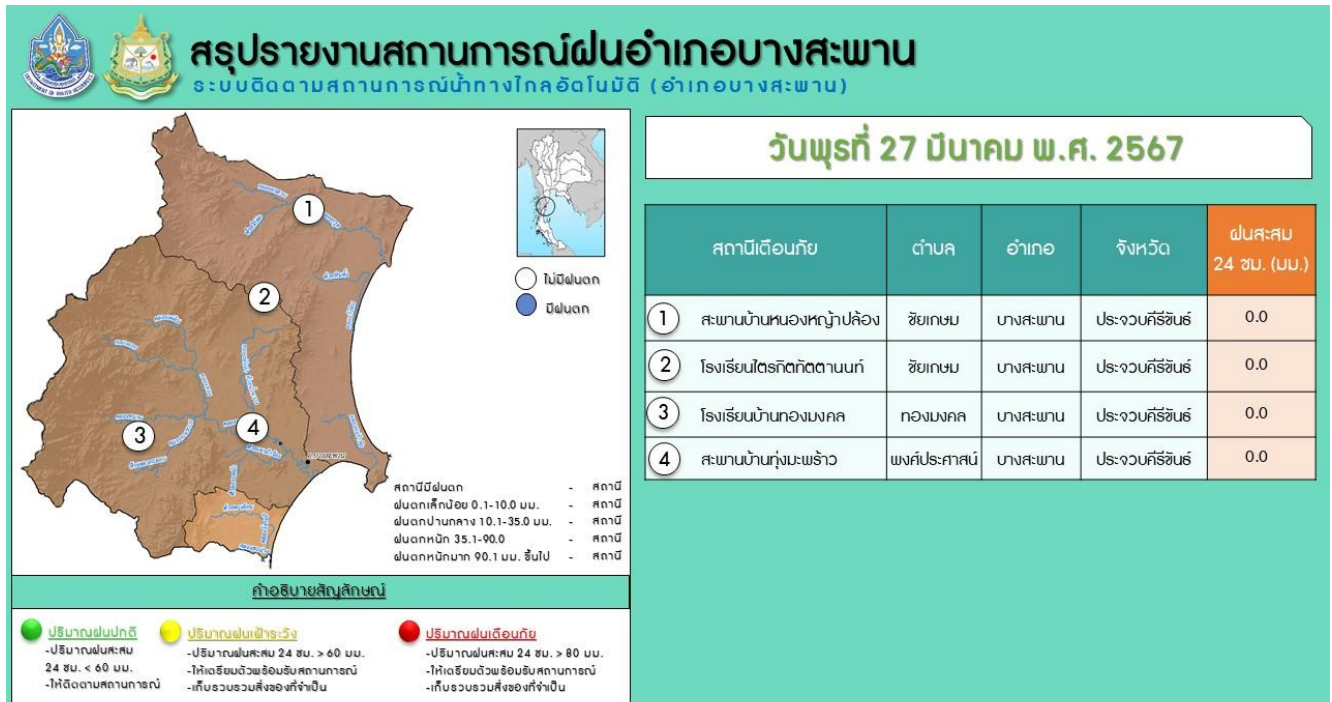 สรุปรายงานสถานการณ์ฝนอำเภอบางสะพาน
ระบบติดตามสถานการณ์น้ำทางไกลอัตโนมัติ (อำเภอบางสะพาน)
1
2
3
4
ไม่มีฝนตก
มีฝนตก
สถานีมีฝนตก - สถานี
ฝนตกเล็กน้อย 0.1-10.0 มม. - สถานี
ฝนตกปานกลาง 10.1-35.0 มม. - สถานี
ฝนตกหนัก 35.1-90.0 - สถานี
ฝนตกหนักมาก 90.1 มม. ขึ้นไป - สถานี
คำอธิบายสัญลักษณ์
ปริมาณฝนปกติ
-ปริมาณฝนสะสม
24 ชม. < 60 มม.
-ให้ติดตามสถานการณ์
ปริมาณฝนเฝ้าระวัง
-ปริมาณฝนสะสม 24 ชม. > 60 มม.
-ให้เตรียมตัวพร้อมรับสถานการณ์
-เก็บรวบรวมสิ่งของที่จำเป็น
ปริมาณฝนเตือนภัย
-ปริมาณฝนสะสม 24 ชม. > 80 มม.
-ให้เตรียมตัวพร้อมรับสถานการณ์
-เก็บรวบรวมสิ่งของที่จำเป็น
วันพุธที่ 27 มีนาคม พ.ศ. 2567
สถานีเตือนภัย ตำบล อำเภอ จังหวัด ฝนสะสม 24 ชม. (มม.)
1 สะพานบ้านหนองหญ้าปล้อง ชัยเกษม บางสะพาน ประจวบคีรีขันธ์ 0.0
2 โรงเรียนไตรกิตทัตตานนท์ ชัยเกษม บางสะพาน ประจวบคีรีขันธ์ 0.0
3 โรงเรียนบ้านทองมงคล ทองมงคล บางสะพาน ประจวบคีรีขันธ์ 0.0
4 สะพานบ้านทุ่งมะพร้าว พงศ์ประศาสน์ บางสะพาน ประจวบคีรีขันธ์ 0.0